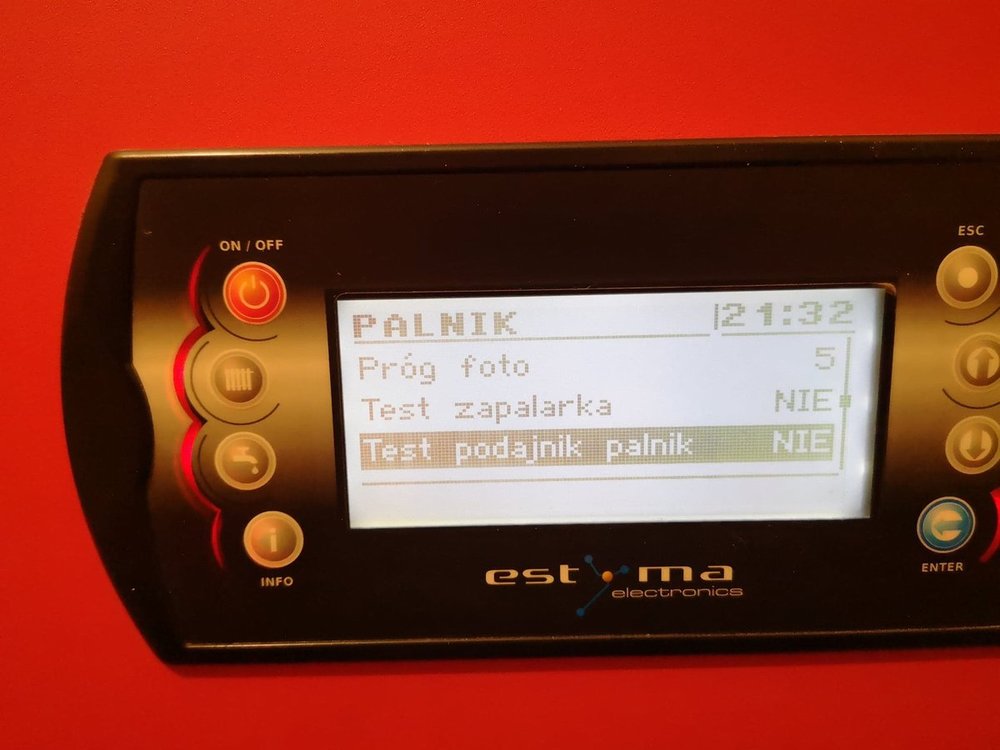 ON / OFF
ESC
PALNIK 21:32
Próg foto 5
Test zapalarka NIE
Test podajnik palnik NIE
INFO
ENTER
estyma
electronics